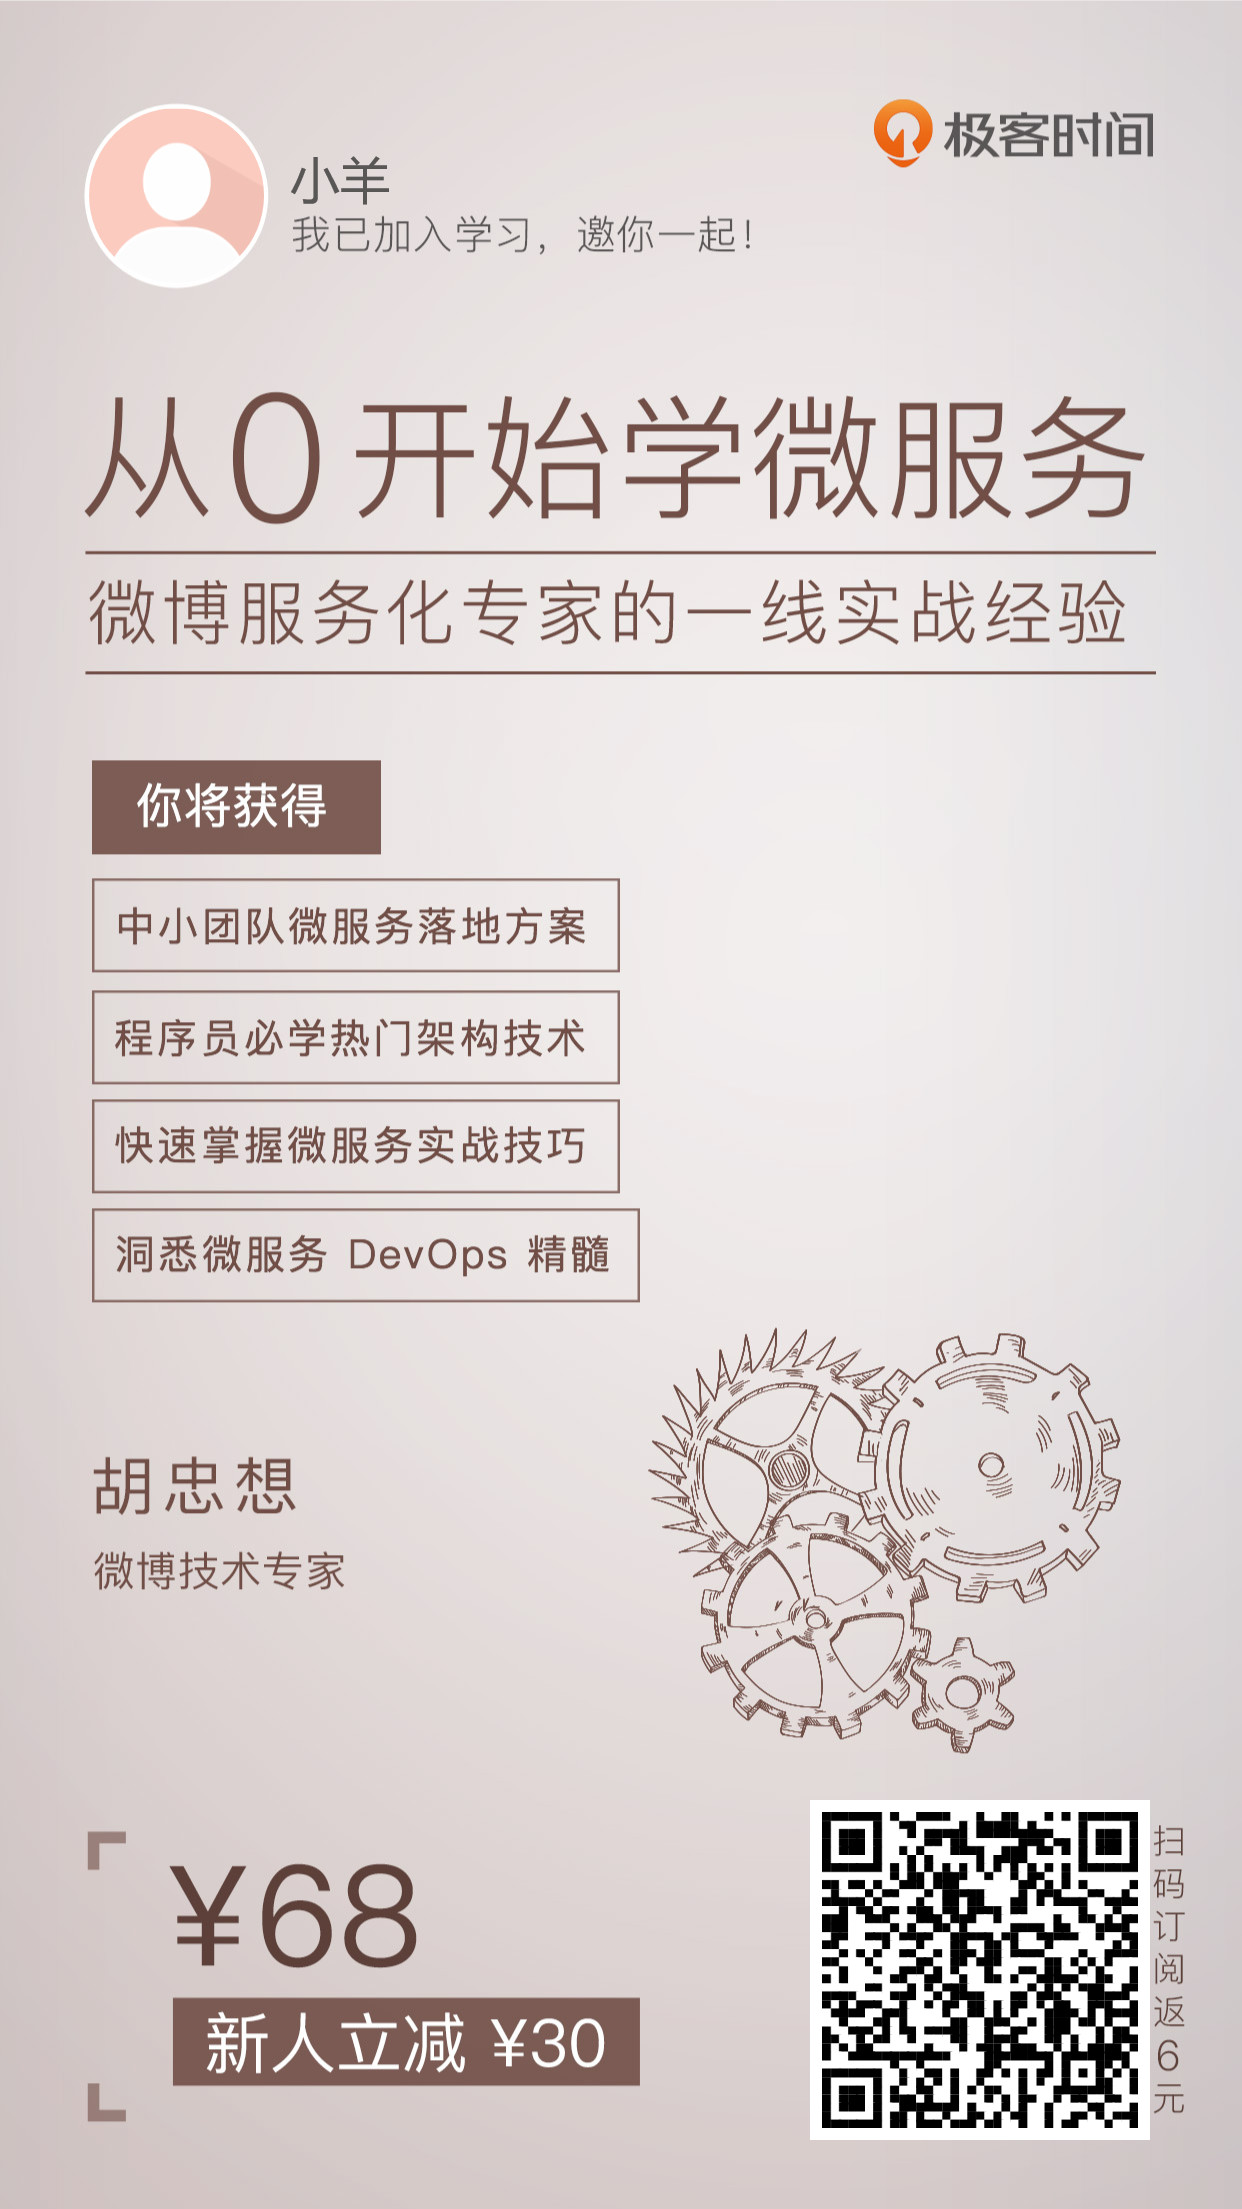 极客时间
小羊
我已加入学习，邀你一起！
从0开始学微服务
微博服务化专家的一线实战经验
你将获得
中小团队微服务落地方案
程序员必学热门架构技术
快速掌握微服务实战技巧
洞悉微服务 DevOps 精髓
胡忠想
微博技术专家
¥68
新人立减 ¥30
扫码订阅返6元